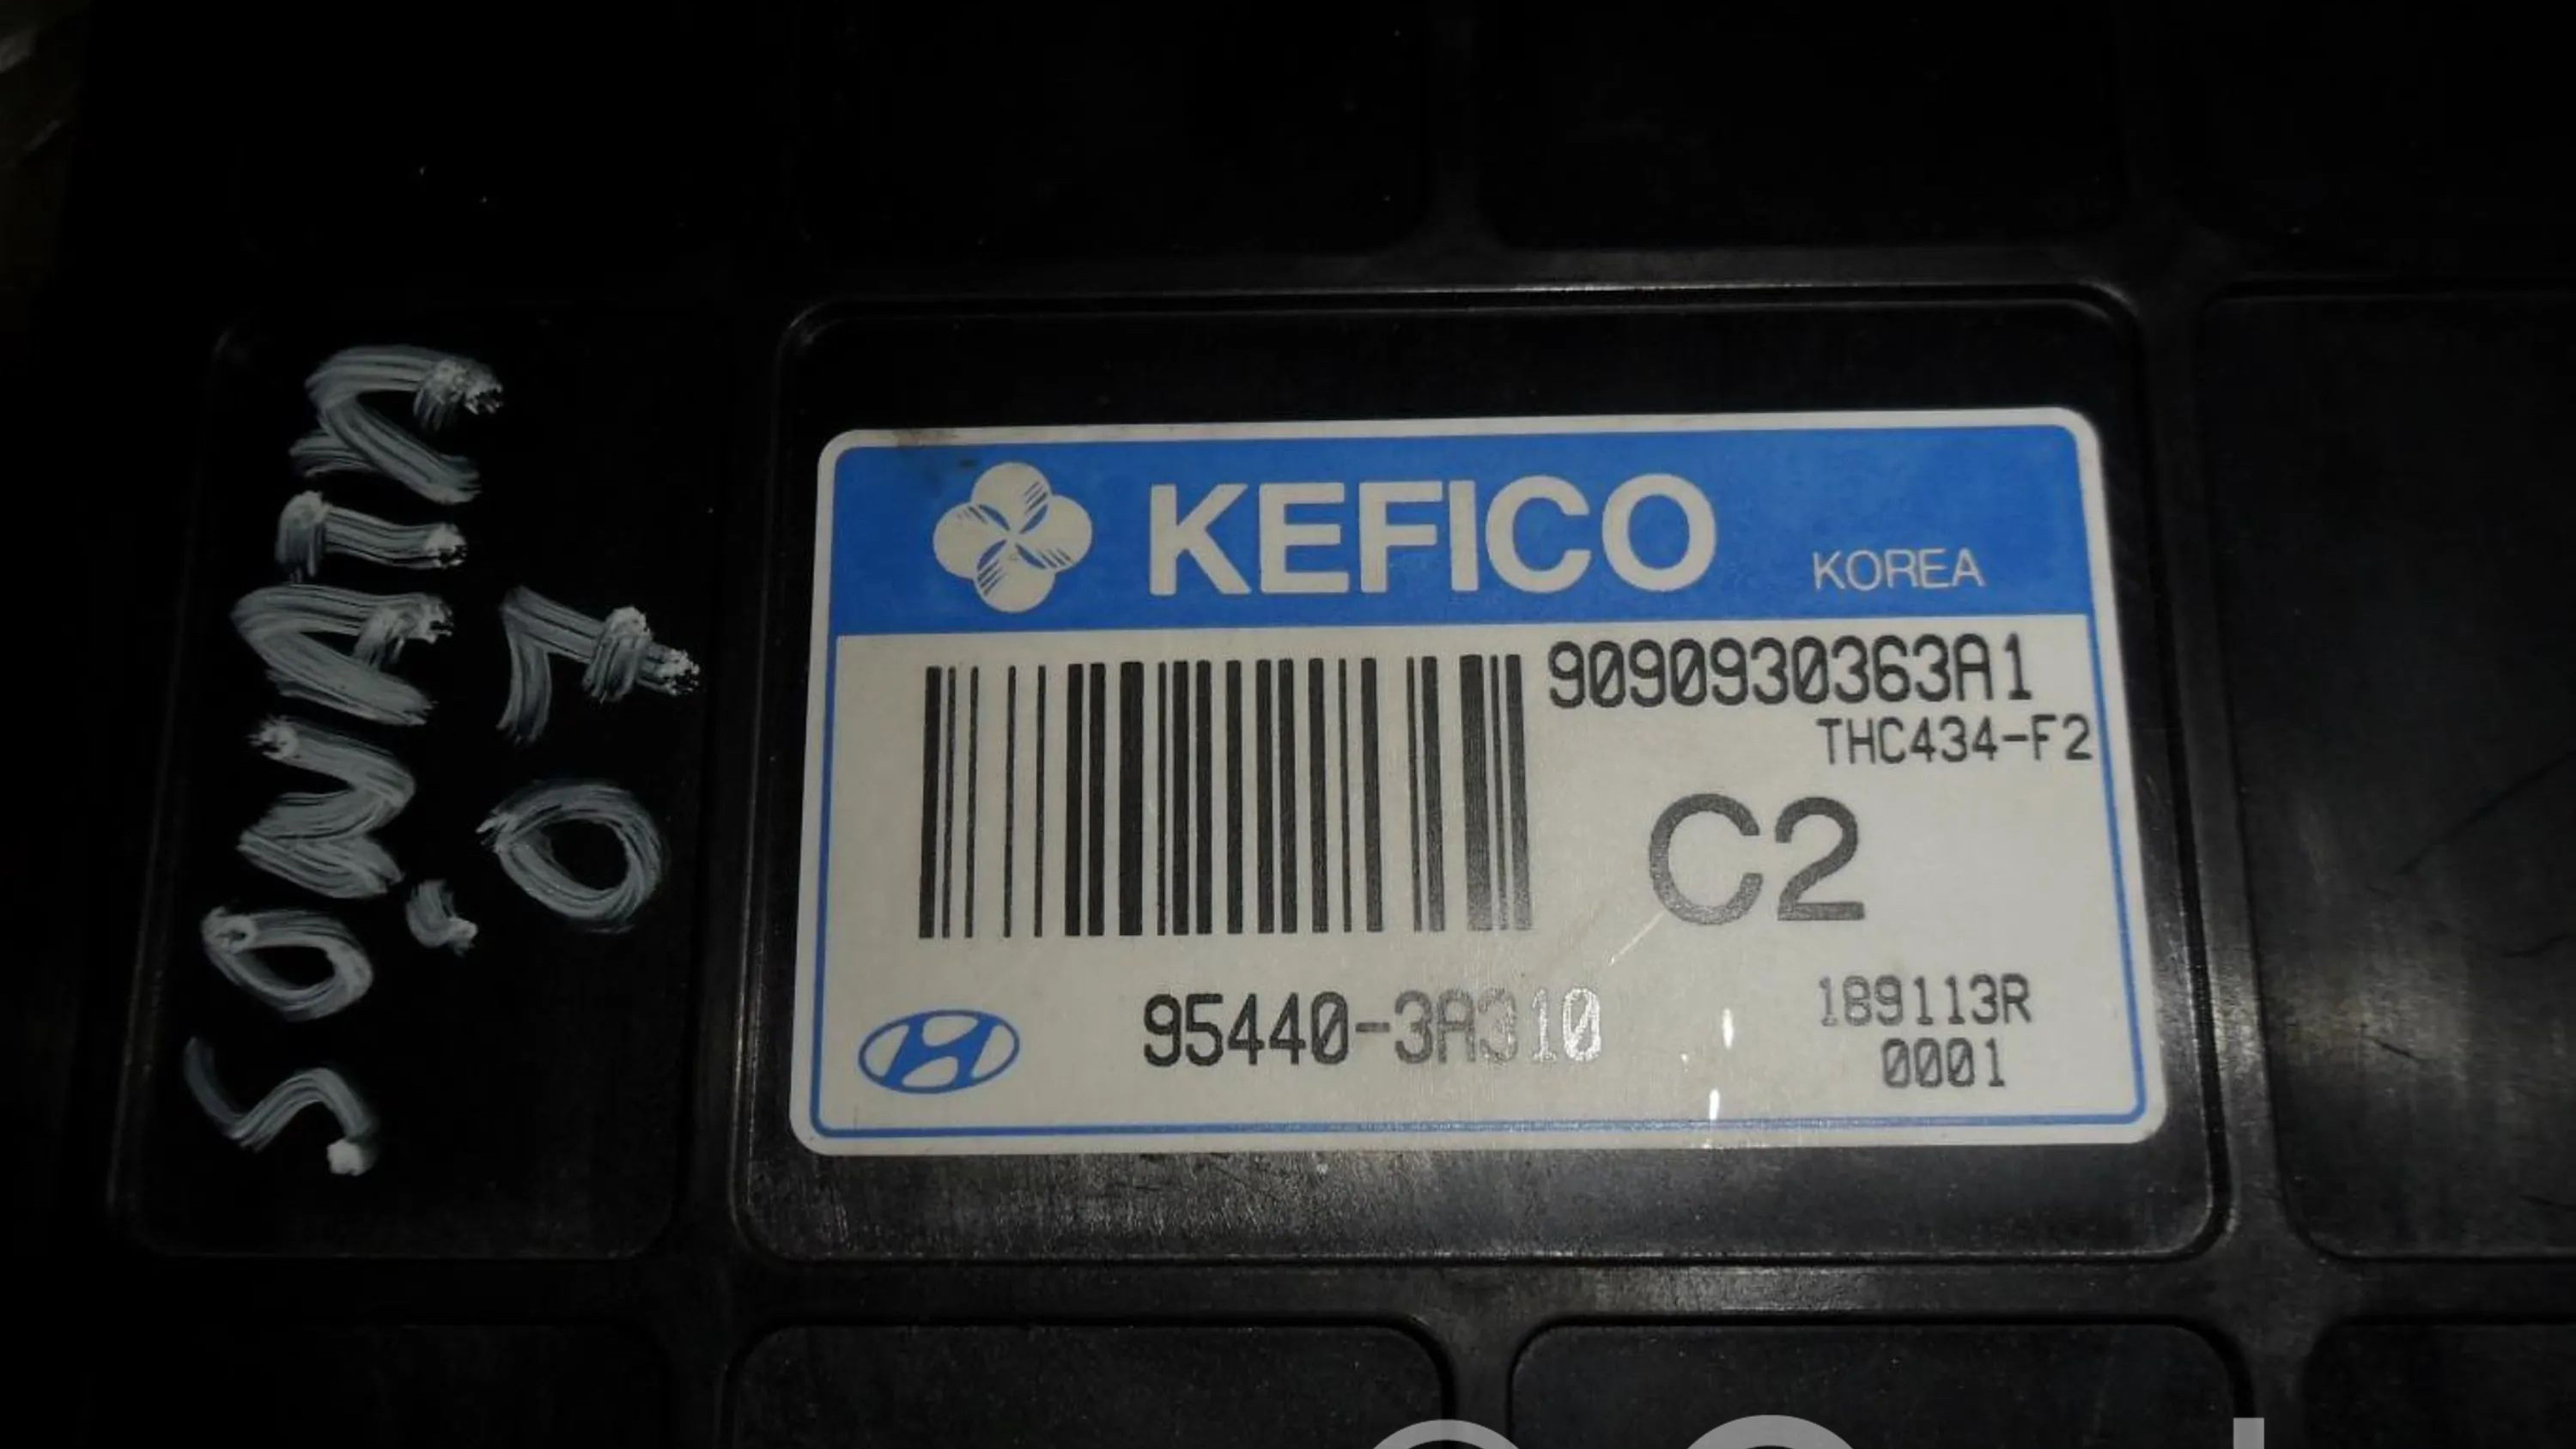 SONATA
'07
KEFICO KOREA
9090930363A1
THC434-F2
C2
95440-3A310
189113R
0001